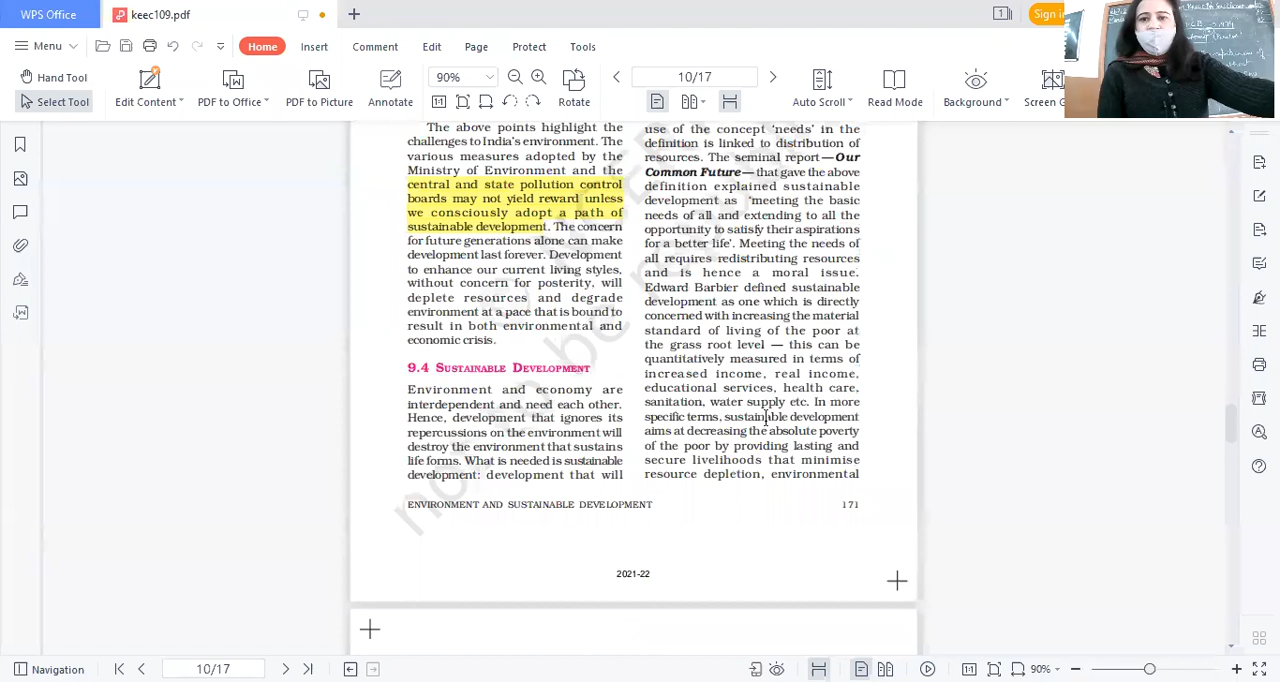 WPS Office
keec109.pdf
1
Sign in
Menu
Home
Insert
Comment
Edit
Page
Protect
Tools
Hand Tool
Select Tool
Edit Content
PDF to Office
PDF to Picture
Annotate
90%
Rotate
10/17
Auto Scroll
Read Mode
Background
Screen G
The above points highlight the
challenges to India's environment. The
various measures adopted by the
Ministry of Environment and the
central and state pollution control
boards may not yield reward unless
we consciously adopt a path of
sustainable development. The concern
for future generations alone can make
development last forever. Development
to enhance our current living styles,
without concern for posterity, will
deplete resources and degrade
environment at a pace that is bound to
result in both environmental and
economic crisis.
9.4 SUSTAINABLE DEVELOPMENT
Environment and economy are
interdependent and need each other.
Hence, development that ignores its
repercussions on the environment will
destroy the environment that sustains
life forms. What is needed is sustainable
development: development that will
use of the concept 'needs' in the
definition is linked to distribution of
resources. The seminal report—Our
Common Future—that gave the above
definition explained sustainable
development as 'meeting the basic
needs of all and extending to all the
opportunity to satisfy their aspirations
for a better life'. Meeting the needs of
all requires redistributing resources
and is hence a moral issue.
Edward Barbier defined sustainable
development as one which is directly
concerned with increasing the material
standard of living of the poor at
the grass root level — this can be
quantitatively measured in terms of
increased income, real income,
educational services, health care,
sanitation, water supply etc. In more
specific terms, sustainable development
aims at decreasing the absolute poverty
of the poor by providing lasting and
secure livelihoods that minimise
resource depletion, environmental
ENVIRONMENT AND SUSTAINABLE DEVELOPMENT
171
2021-22
Navigation
10/17
90%